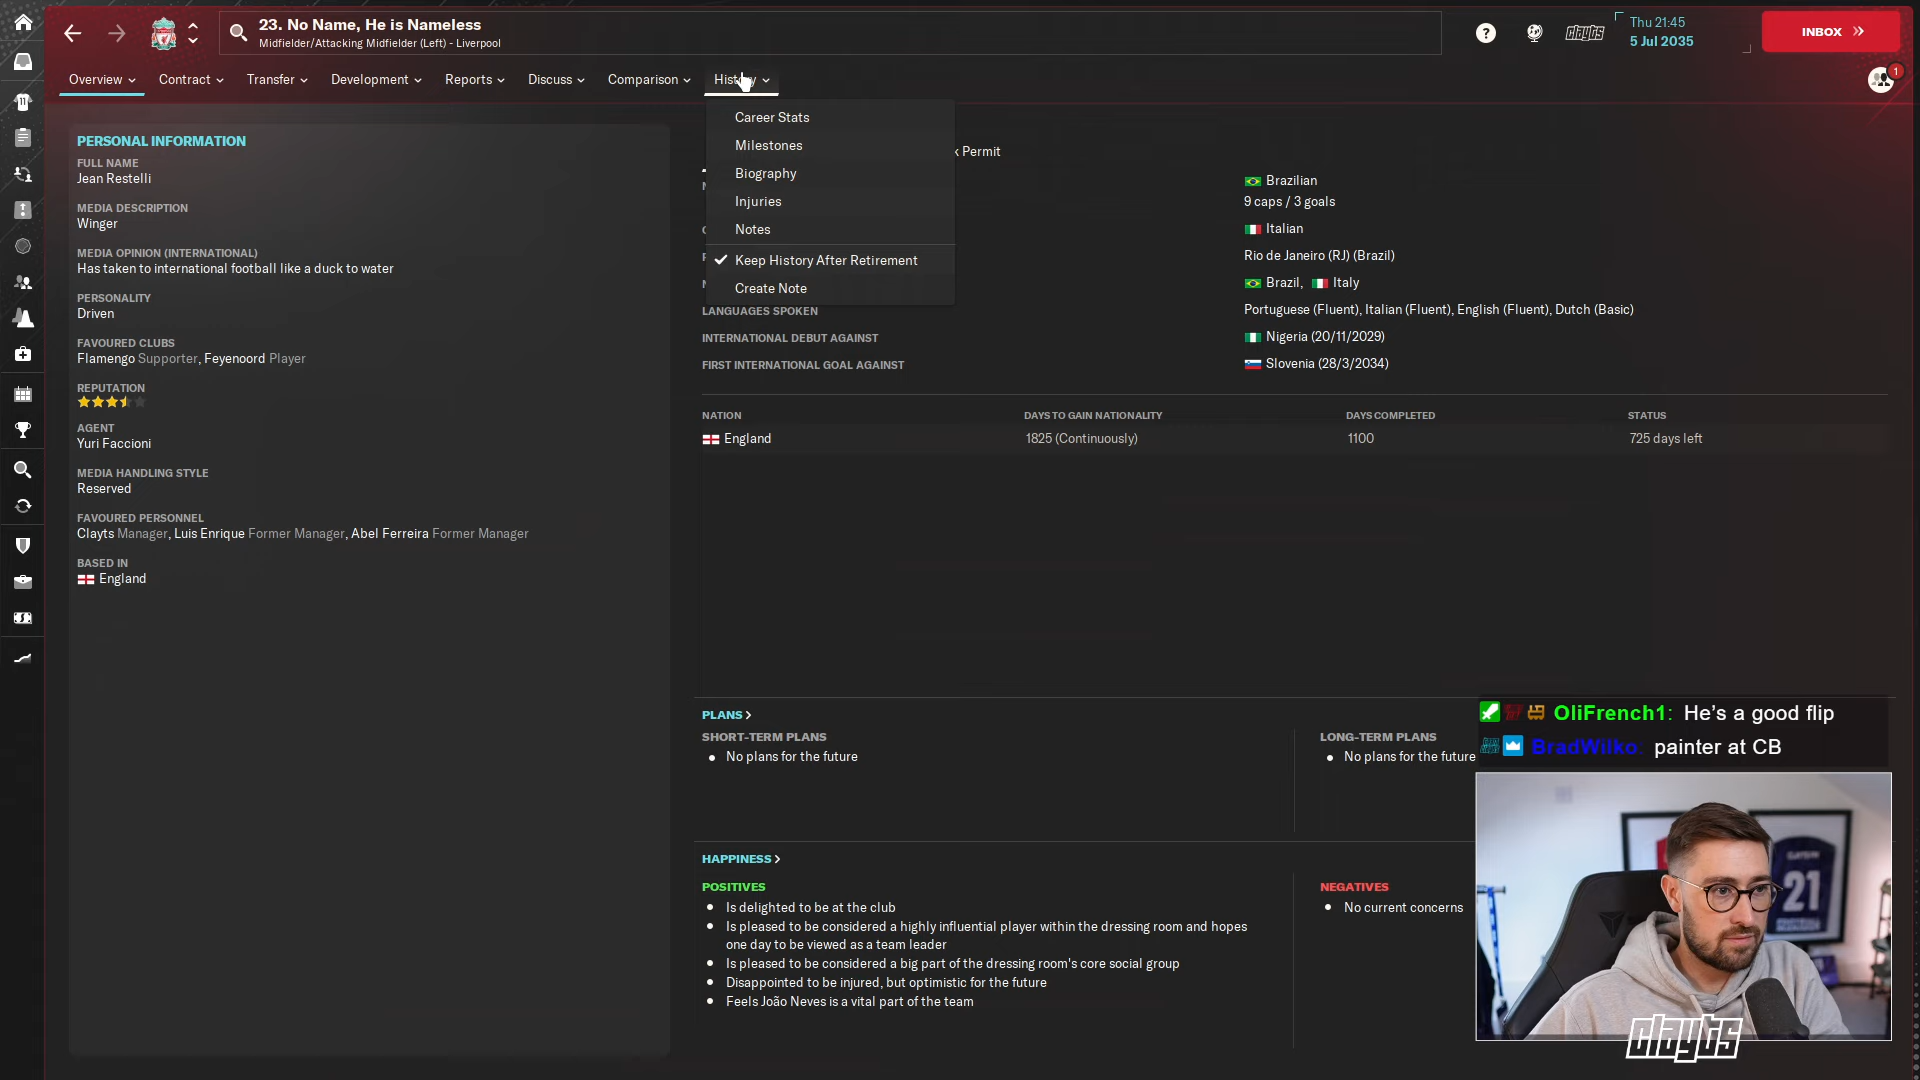 23. No Name, He is Nameless
Midfielder/Attacking Midfielder (Left) - Liverpool
?
clayts
Thu 21:45
5 Jul 2035
INBOX
Overview
Contract
Transfer
Development
Reports
Discuss
Comparison
History
1
11
Career Stats
Milestones
Biography
Injuries
Notes
Keep History After Retirement
Create Note
PERSONAL INFORMATION
FULL NAME
Jean Restelli
MEDIA DESCRIPTION
Winger
MEDIA OPINION (INTERNATIONAL)
Has taken to international football like a duck to water
PERSONALITY
Driven
FAVOURED CLUBS
Flamengo Supporter, Feyenoord Player
REPUTATION
AGENT
Yuri Faccioni
MEDIA HANDLING STYLE
Reserved
FAVOURED PERSONNEL
Clayts Manager, Luis Enrique Former Manager, Abel Ferreira Former Manager
BASED IN
England
k Permit
Brazilian
9 caps / 3 goals
Italian
Rio de Janeiro (RJ) (Brazil)
Brazil, Italy
LANGUAGES SPOKEN
Portuguese (Fluent), Italian (Fluent), English (Fluent), Dutch (Basic)
INTERNATIONAL DEBUT AGAINST
Nigeria (20/11/2029)
FIRST INTERNATIONAL GOAL AGAINST
Slovenia (28/3/2034)
NATION
DAYS TO GAIN NATIONALITY
DAYS COMPLETED
STATUS
England
1825 (Continuously)
1100
725 days left
PLANS
SHORT-TERM PLANS
No plans for the future
LONG-TERM PLANS
No plans for the future
HAPPINESS
POSITIVES
Is delighted to be at the club
Is pleased to be considered a highly influential player within the dressing room and hopes
one day to be viewed as a team leader
Is pleased to be considered a big part of the dressing room's core social group
Disappointed to be injured, but optimistic for the future
Feels João Neves is a vital part of the team
NEGATIVES
No current concerns
OliFrench1: He's a good flip
BradWilko: painter at CB
21
clayts